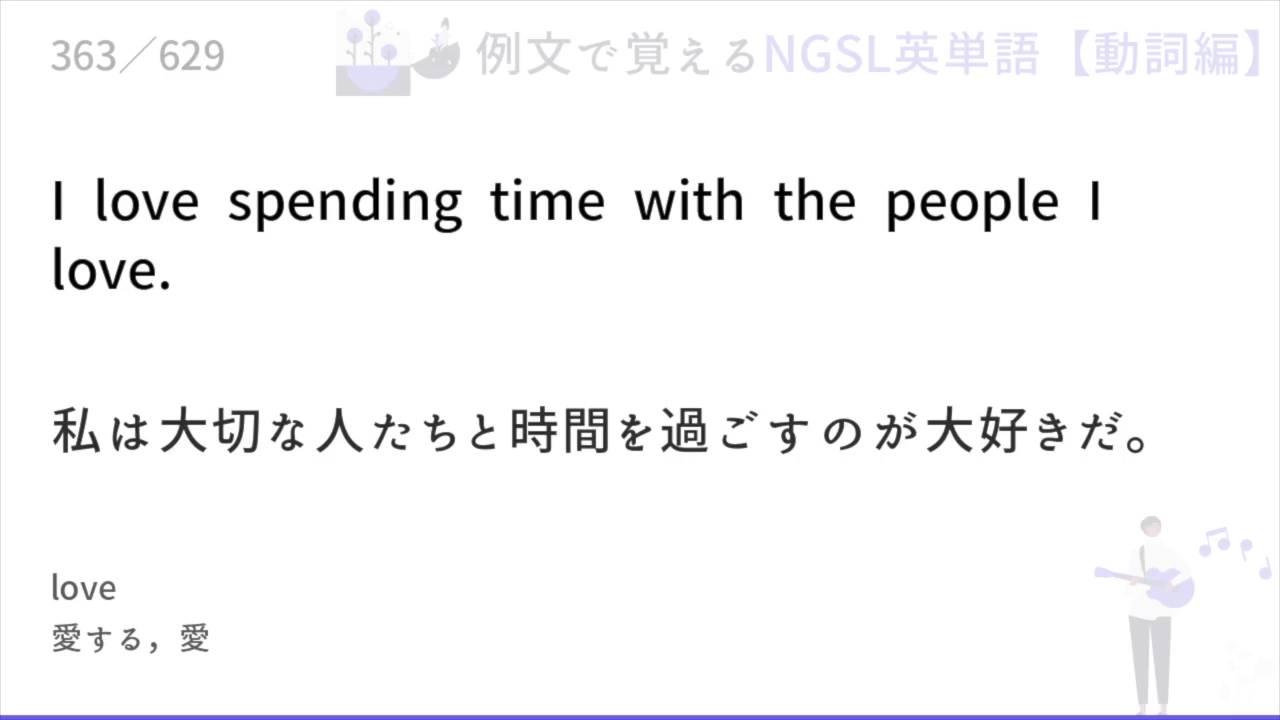 363／629
例文で覚えるNGSL英単語【動詞編】
I love spending time with the people I
love.
私は大切な人たちと時間を過ごすのが大好きだ。
love
愛する，愛